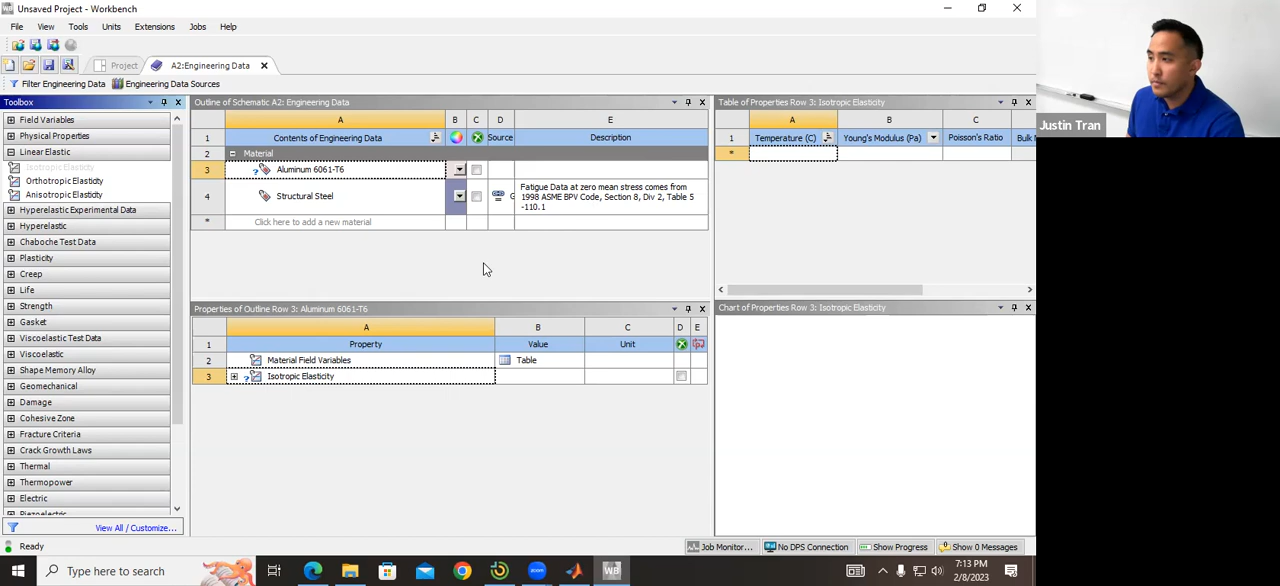 Unsaved Project - Workbench
File View Tools Units Extensions Jobs Help
Project A2:Engineering Data
Filter Engineering Data Engineering Data Sources
Toolbox
Field Variables
Physical Properties
Linear Elastic
Isotropic Elasticity
Orthotropic Elasticity
Anisotropic Elasticity
Hyperelastic Experimental Data
Hyperelastic
Chaboche Test Data
Plasticity
Creep
Life
Strength
Gasket
Viscoelastic Test Data
Viscoelastic
Shape Memory Alloy
Geomechanical
Damage
Cohesive Zone
Fracture Criteria
Crack Growth Laws
Thermal
Thermopower
Electric
Piezoelectric
View All / Customize...
Outline of Schematic A2: Engineering Data
A B C D E
1 Contents of Engineering Data Source Description
2 Material
3 Aluminum 6061-T6
4 Structural Steel G Fatigue Data at zero mean stress comes from
1998 ASME BPV Code, Section 8, Div 2, Table 5
-110.1
* Click here to add a new material
Properties of Outline Row 3: Aluminum 6061-T6
A B C D E
1 Property Value Unit
2 Material Field Variables Table
3 Isotropic Elasticity
Table of Properties Row 3: Isotropic Elasticity
A B C
1 Temperature (C) Young's Modulus (Pa) Poisson's Ratio Bulk M
*
Chart of Properties Row 3: Isotropic Elasticity
Justin Tran
Ready
Job Monitor... No DPS Connection Show Progress Show 0 Messages
Type here to search
7:13 PM
2/8/2023